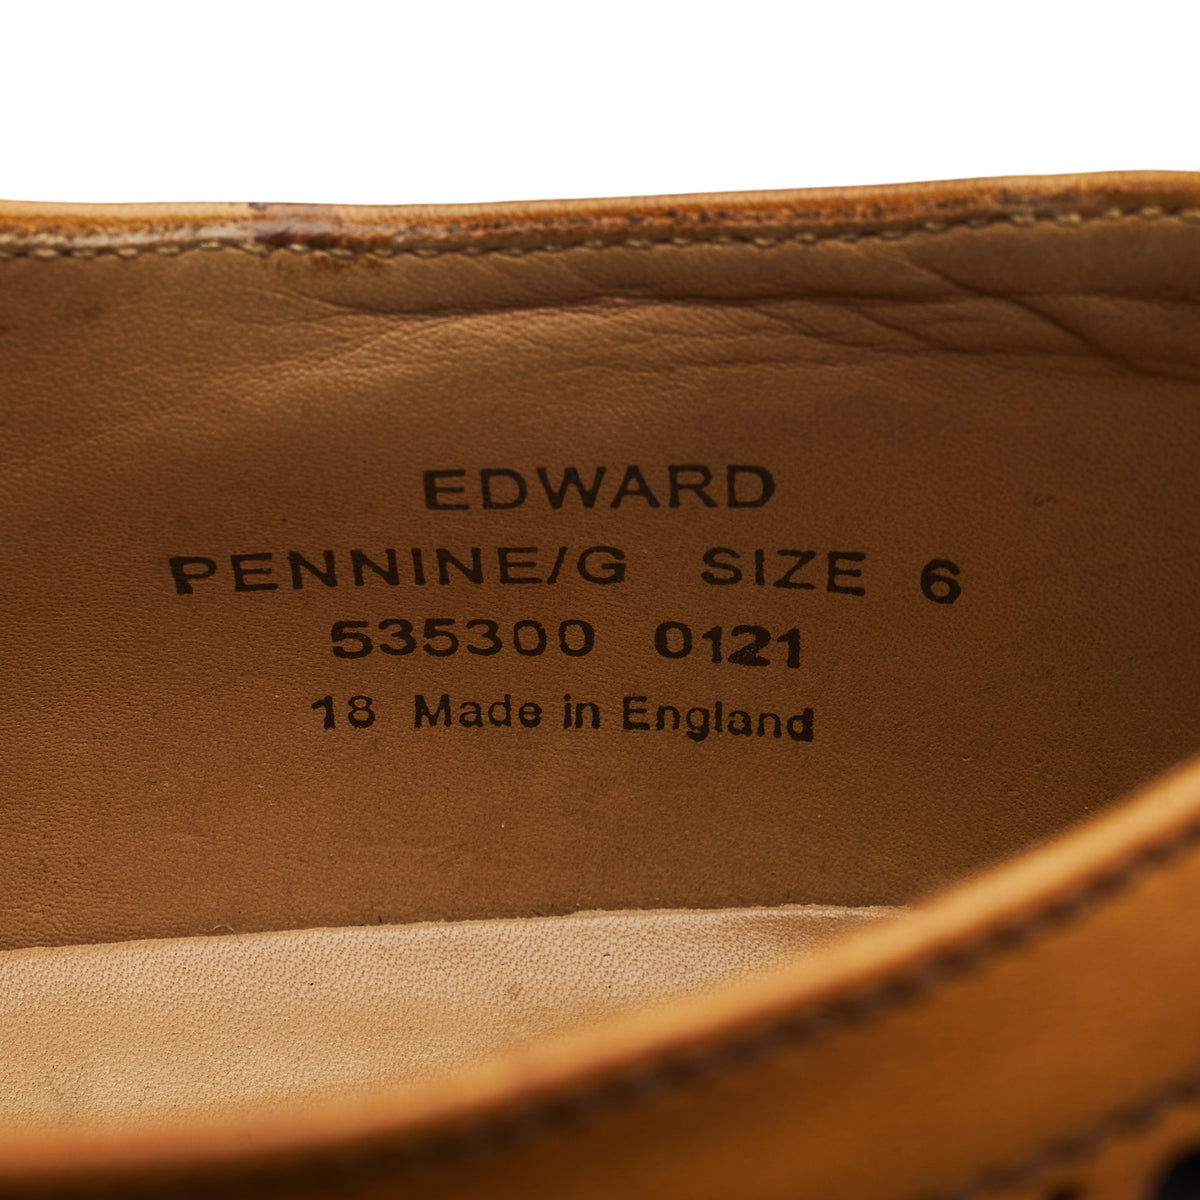 EDWARD
PENNINE/G SIZE 6
535300 0121
18 Made in England